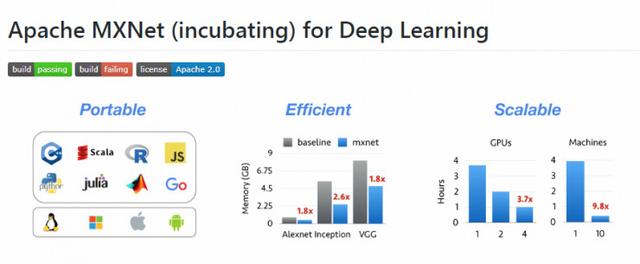 Apache MXNet (incubating) for Deep Learning
build passing build failing license Apache 2.0
Portable
C++ Scala R JS
python julia Go
Efficient
baseline mxnet
Memory (GB)
9
6.75
4.5
2.25
0
1.8x
2.6x
1.8x
Alexnet Inception VGG
Scalable
GPUs
Hours
4
3
2
1
0
3.7x
1 2 4
Machines
4
3
2
1
0
9.8x
1 10